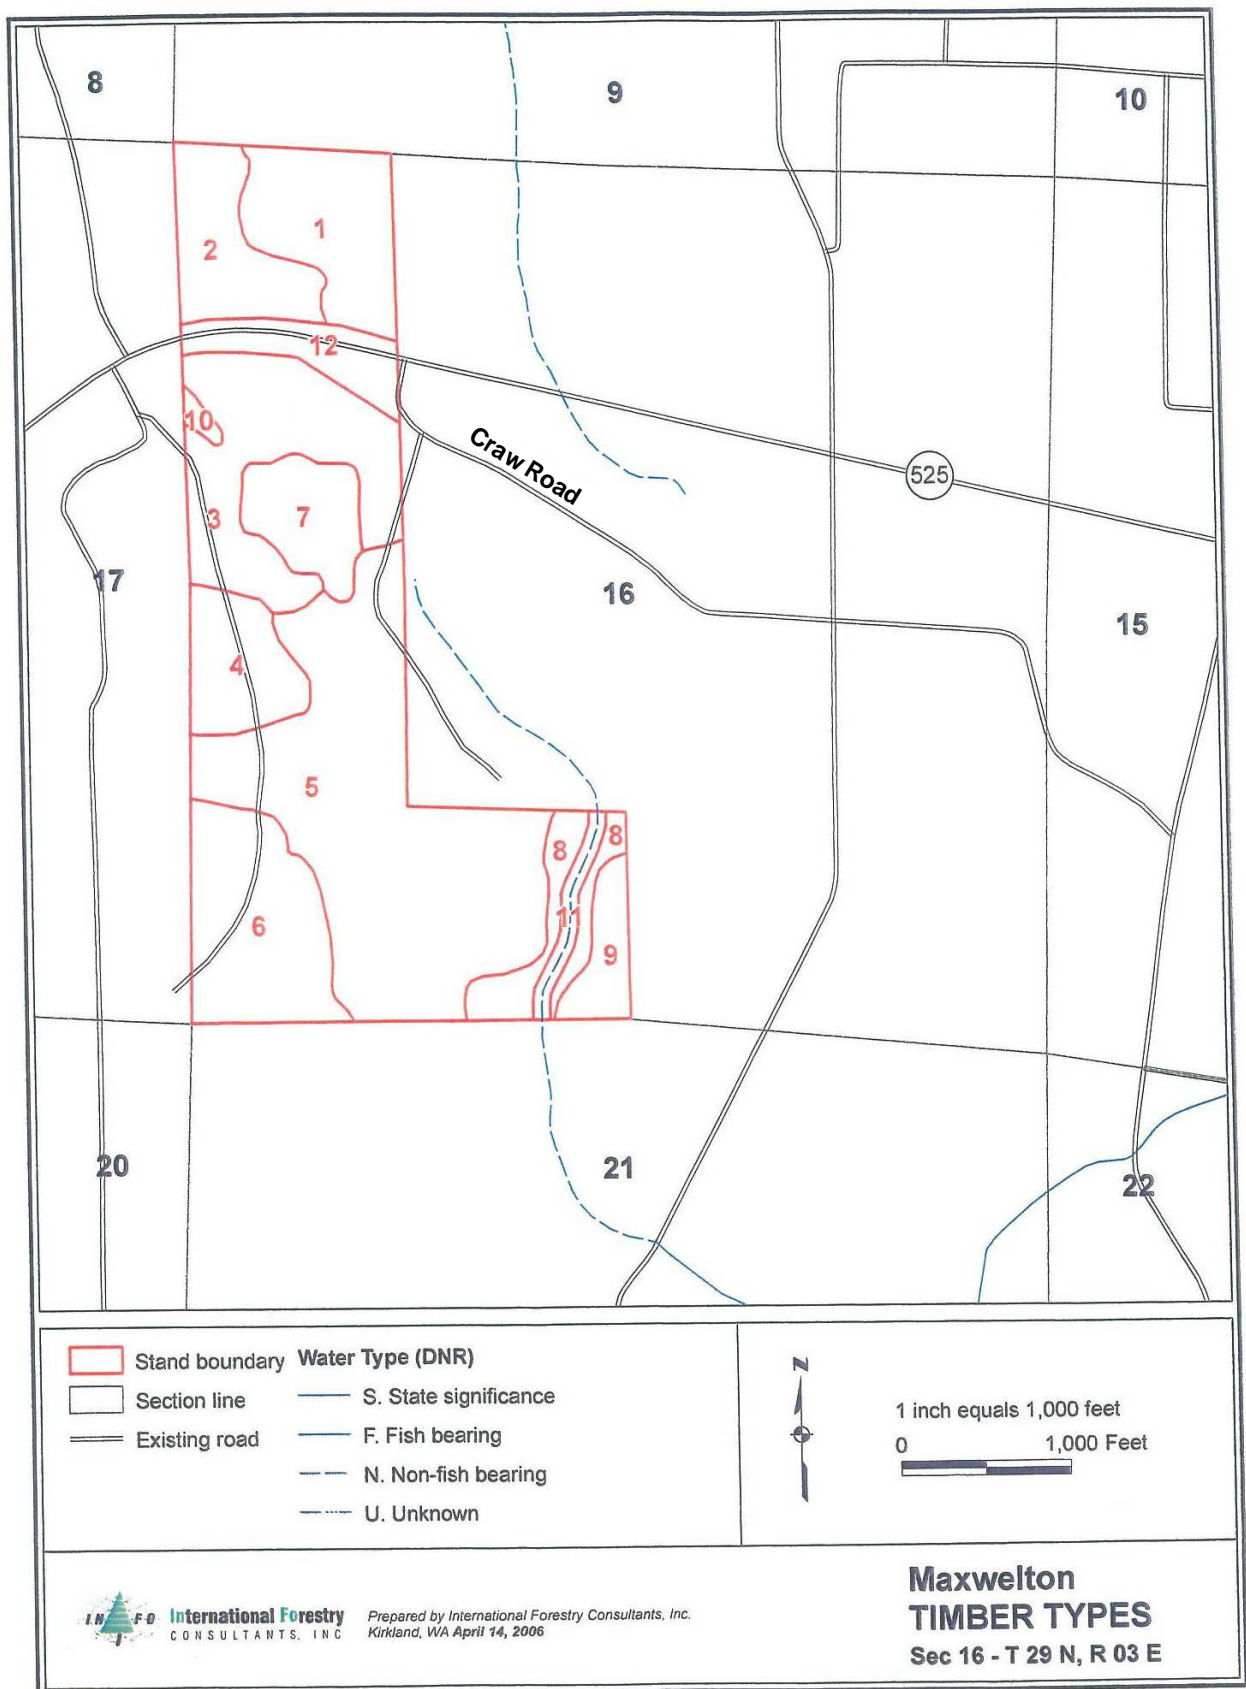 8
9
10
1
2
12
10
Craw Road
525
3
7
17
16
15
4
5
8
8
6
11
9
20
21
22
Stand boundary
Section line
Existing road
Water Type (DNR)
S. State significance
F. Fish bearing
N. Non-fish bearing
U. Unknown
N
1 inch equals 1,000 feet
0 1,000 Feet
INFO
I
International Forestry
CONSULTANTS, INC
Prepared by International Forestry Consultants, Inc.
Kirkland, WA April 14, 2006
Maxwelton
TIMBER TYPES
Sec 16 - T 29 N, R 03 E